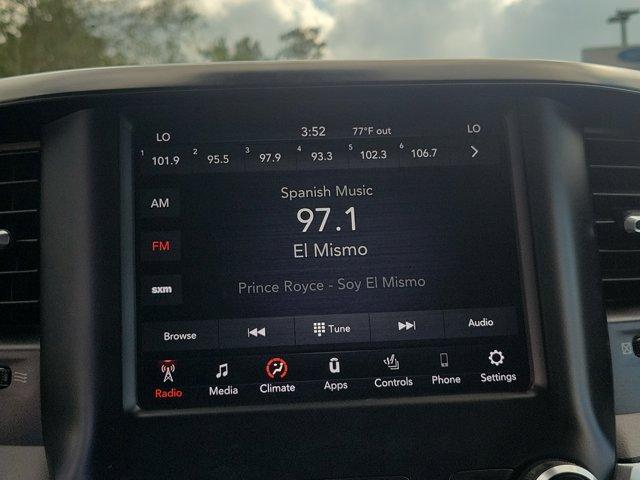 LO 3:52 77°F out LO
1 101.9 2 95.5 3 97.9 4 93.3 5 102.3 6 106.7
AM
FM
sxm
Spanish Music
97.1
El Mismo
Prince Royce - Soy El Mismo
Browse Tune Audio
Radio Media Climate Apps Controls Phone Settings